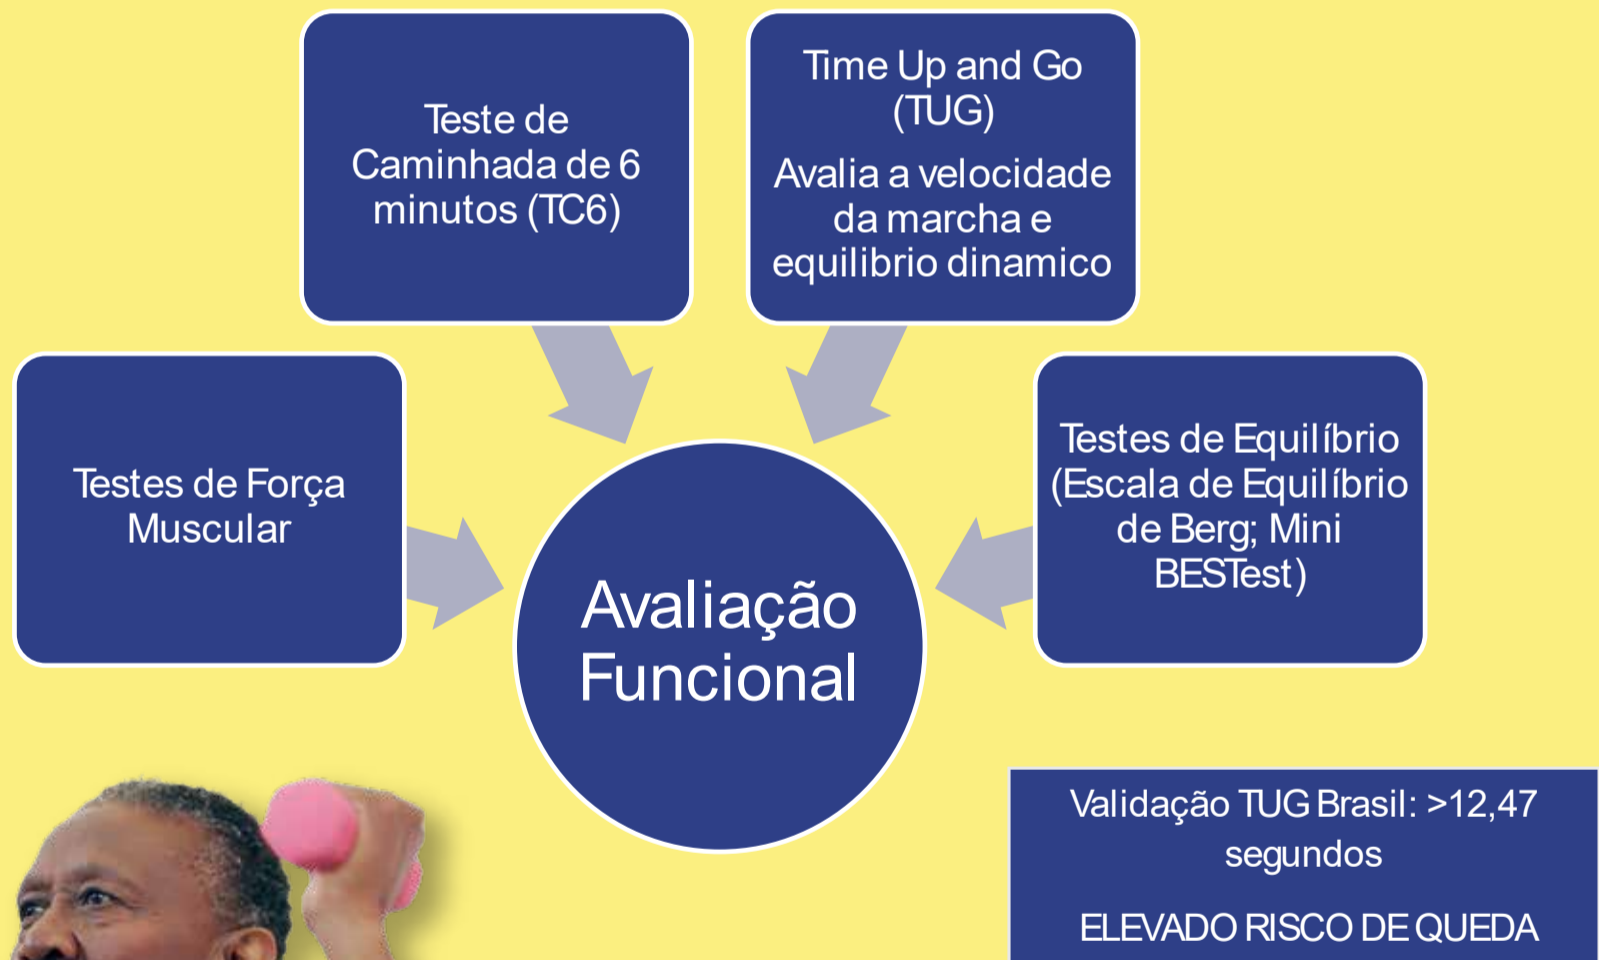 Teste de
Caminhada de 6
minutos (TC6)
Time Up and Go
(TUG)
Avalia a velocidade
da marcha e
equilibrio dinamico
Testes de Força
Muscular
Testes de Equilíbrio
(Escala de Equilíbrio
de Berg; Mini
BESTest)
Avaliação
Funcional
Validação TUG Brasil: >12,47
segundos
ELEVADO RISCO DE QUEDA